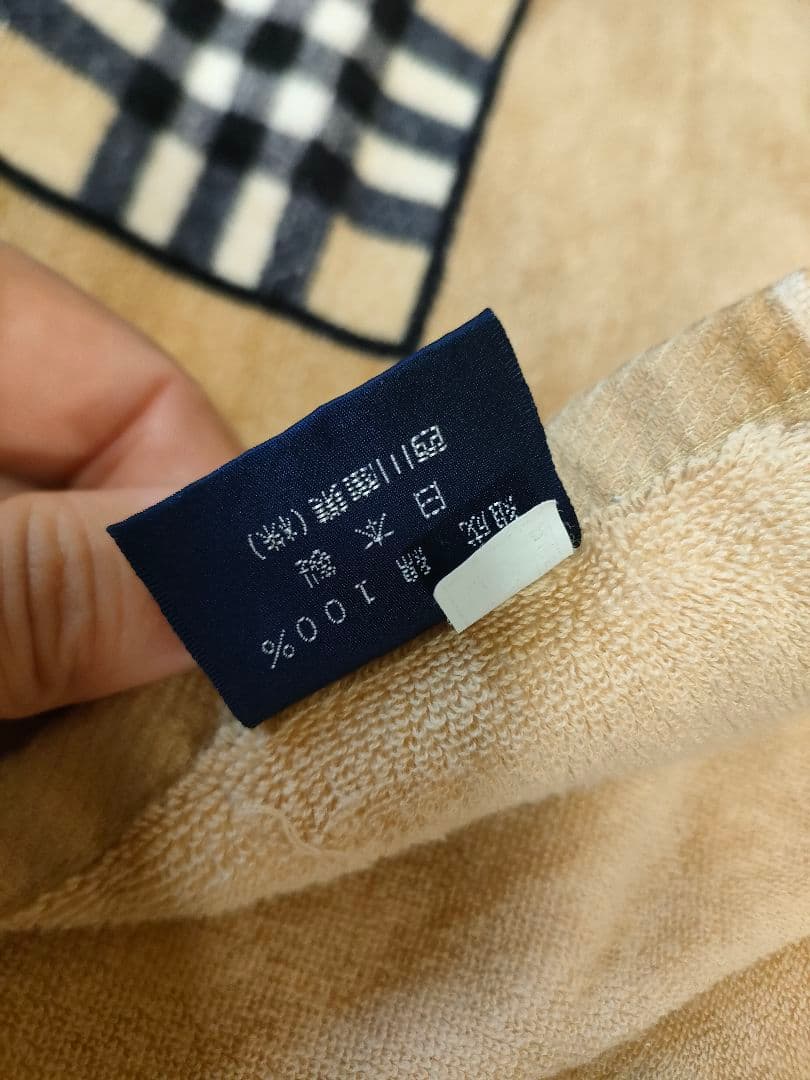 組成 綿 100%
日本製
西川産業(株)